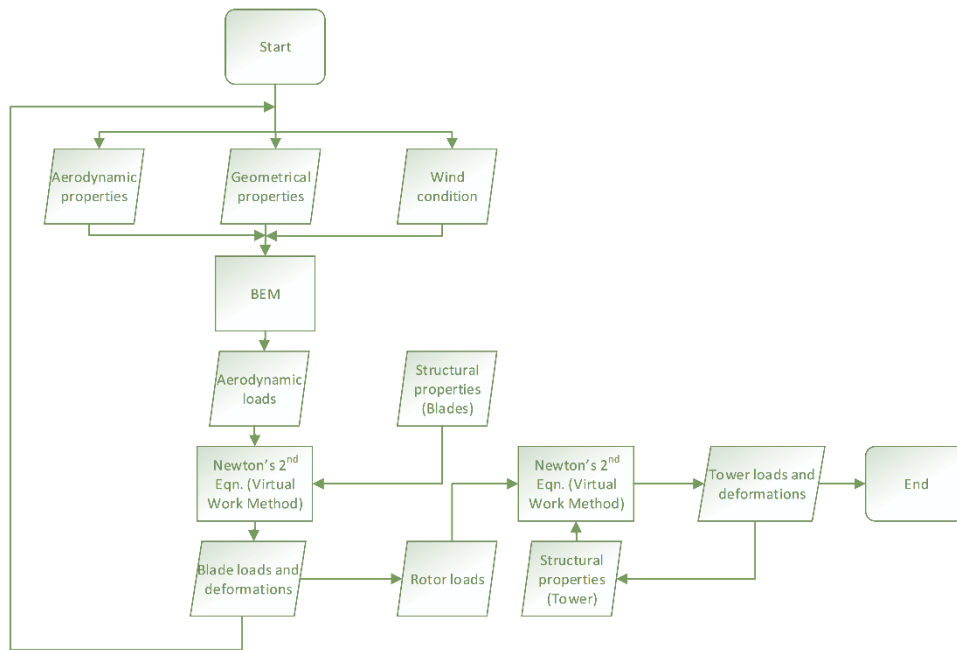 Start
Aerodynamic
properties
Geometrical
properties
Wind
condition
BEM
Aerodynamic
loads
Structural
properties
(Blades)
Newton's 2nd
Eqn. (Virtual
Work Method)
Newton's 2nd
Eqn. (Virtual
Work Method)
Tower loads and
deformations
End
Blade loads and
deformations
Rotor loads
Structural
properties
(Tower)